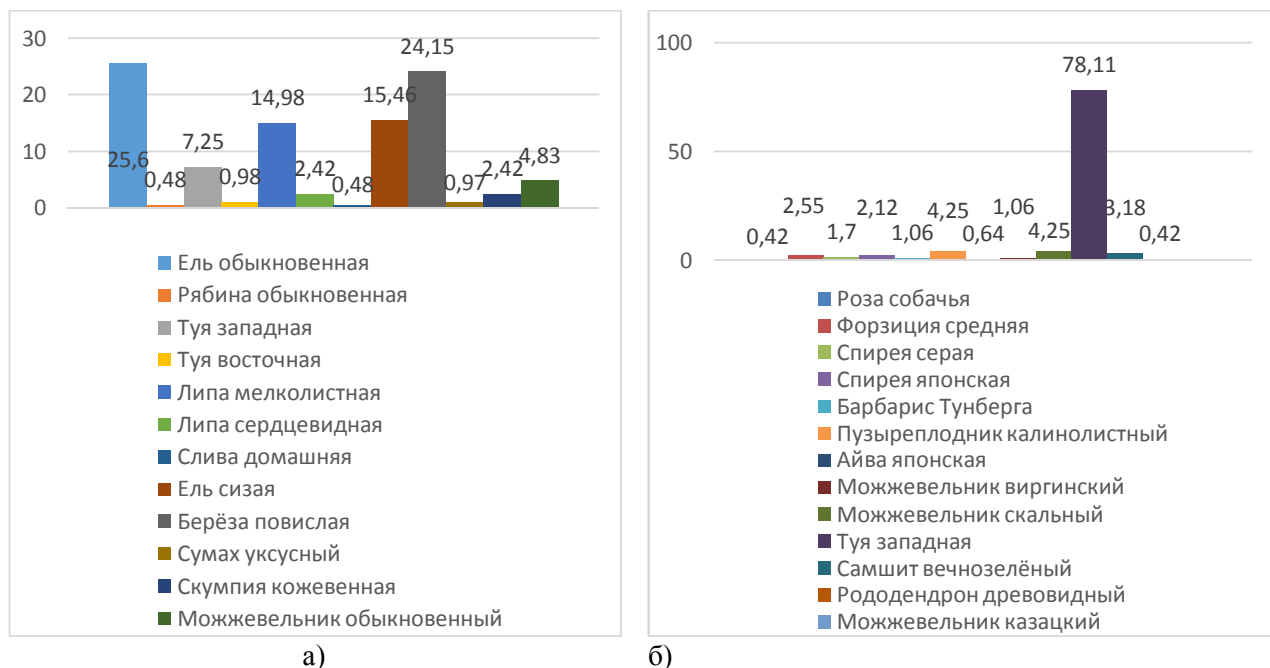 30
20
10
0
25,6
0,48
7,25
0,98
14,98
2,42
0,48
15,46
24,15
0,97
2,42
4,83
Ель обыкновенная
Рябина обыкновенная
Туя западная
Туя восточная
Липа мелколистная
Липа сердцевидная
Слива домашняя
Ель сизая
Берёза повислая
Сумах уксусный
Скумпия кожевенная
Можжевельник обыкновенный
а)
100
50
0
0,42
2,55
1,7
2,12
1,06
4,25
0,64
1,06
4,25
78,11
3,18
0,42
Роза собачья
Форзиция средняя
Спирея серая
Спирея японская
Барбарис Тунберга
Пузыреплодник калинолистный
Айва японская
Можжевельник виргинский
Можжевельник скальный
Туя западная
Самшит вечнозелёный
Рододендрон древовидный
Можжевельник казацкий
б)